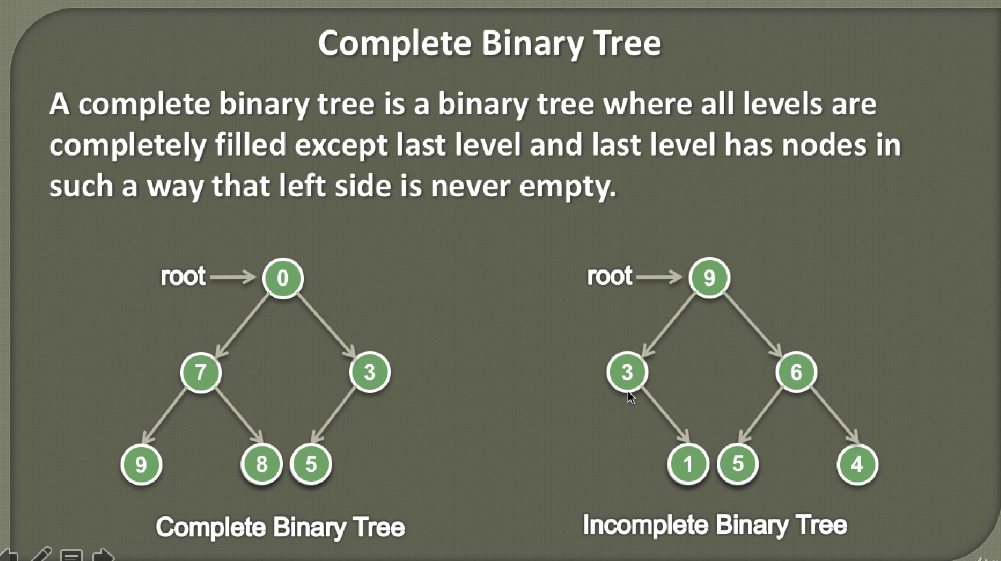 Complete Binary Tree
A complete binary tree is a binary tree where all levels are
completely filled except last level and last level has nodes in
such a way that left side is never empty.
root 0
7 3
9 8 5
Complete Binary Tree
root 9
3 6
1 5 4
Incomplete Binary Tree